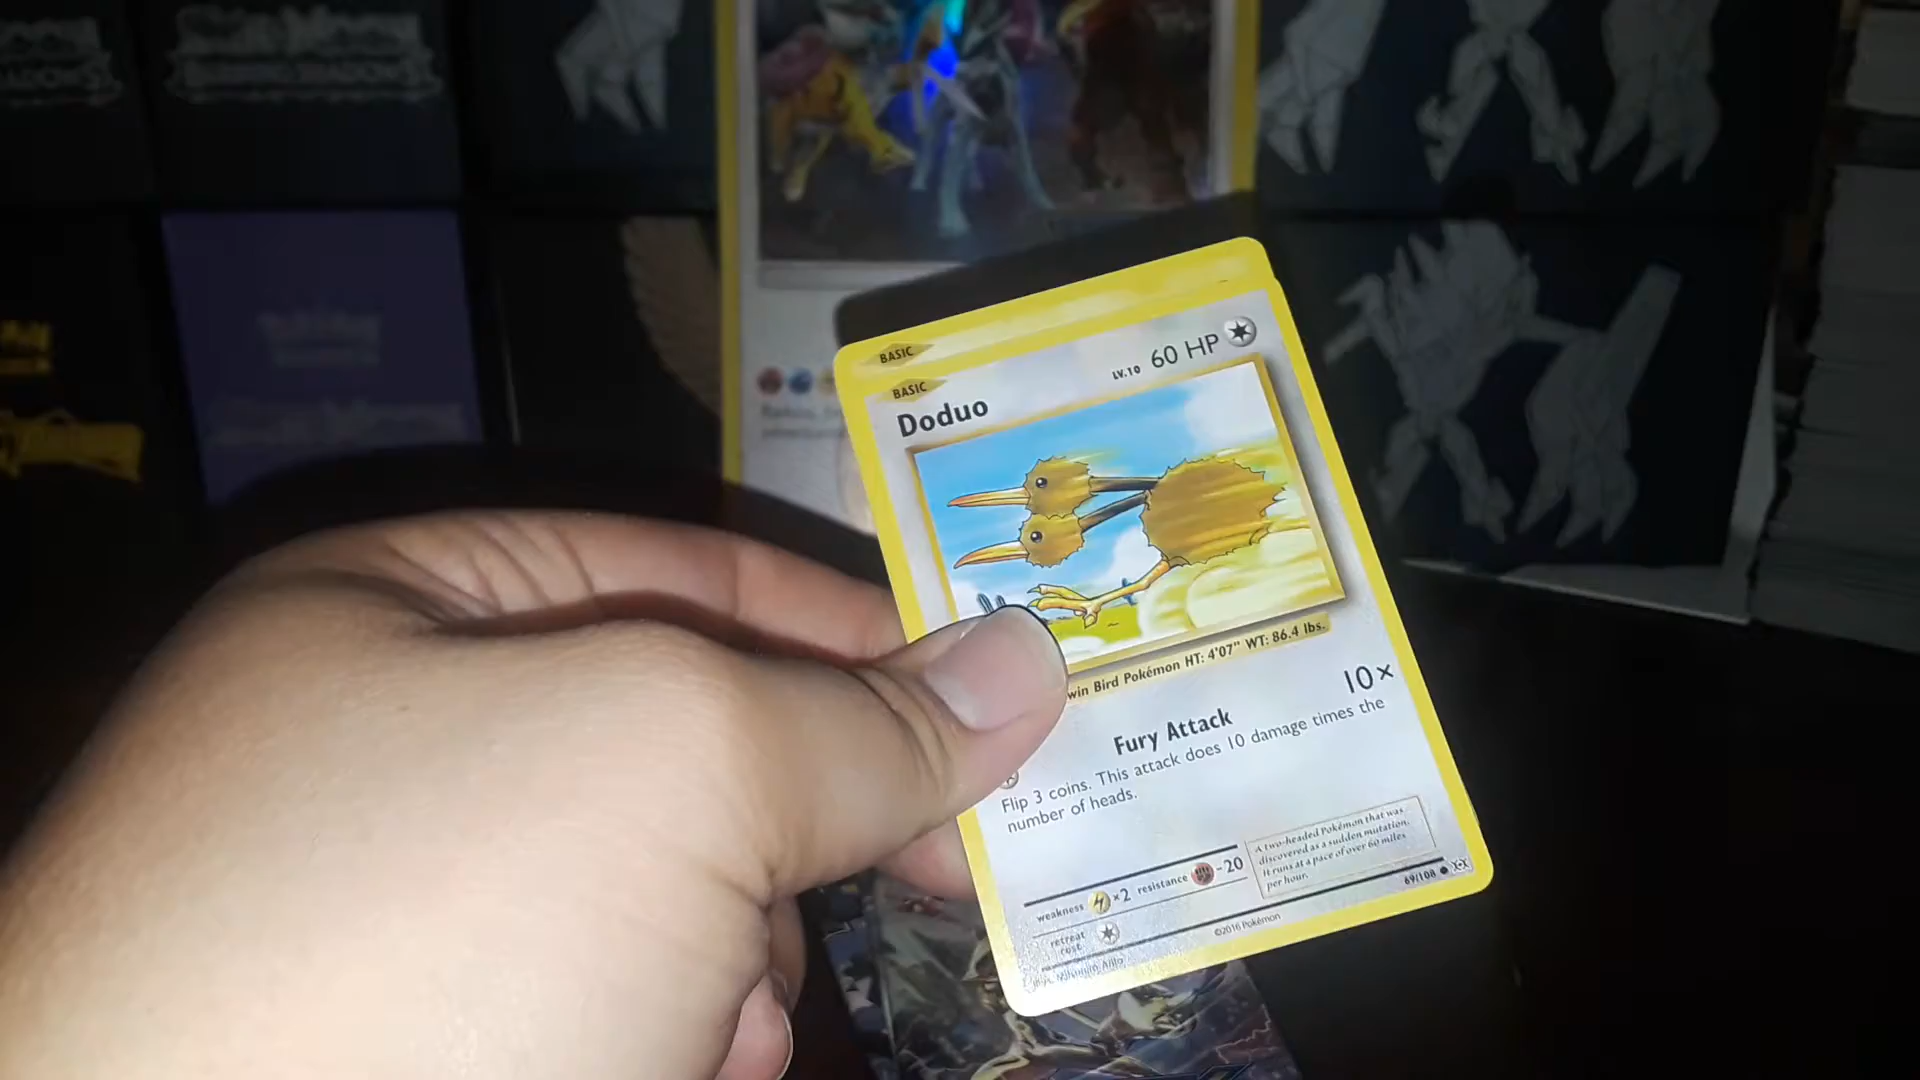 BASIC
BASIC
LV.10 60 HP
Doduo
win Bird Pokémon HT: 4'07" WT: 86.4 lbs.
10×
Fury Attack
Flip 3 coins. This attack does 10 damage times the
number of heads.
A two-headed Pokémon that was
discovered as a sudden mutation.
It runs at a pace of over 60 miles
per hour.
weakness ×2 resistance -20
69/108
retreat
cost
©2016 Pokémon